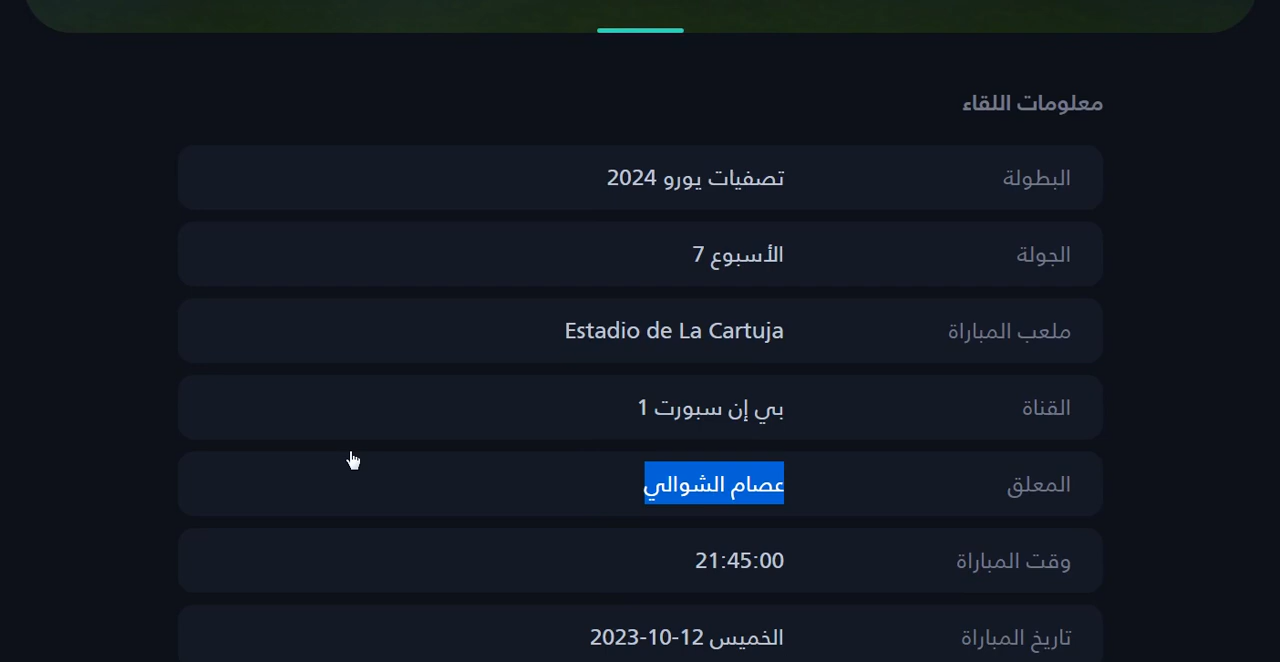 معلومات اللقاء
البطولة تصفيات يورو 2024
الجولة الأسبوع 7
ملعب المباراة Estadio de La Cartuja
القناة بي إن سبورت 1
المعلق عصام الشوالي
وقت المباراة 21:45:00
تاريخ المباراة الخميس 12-10-2023